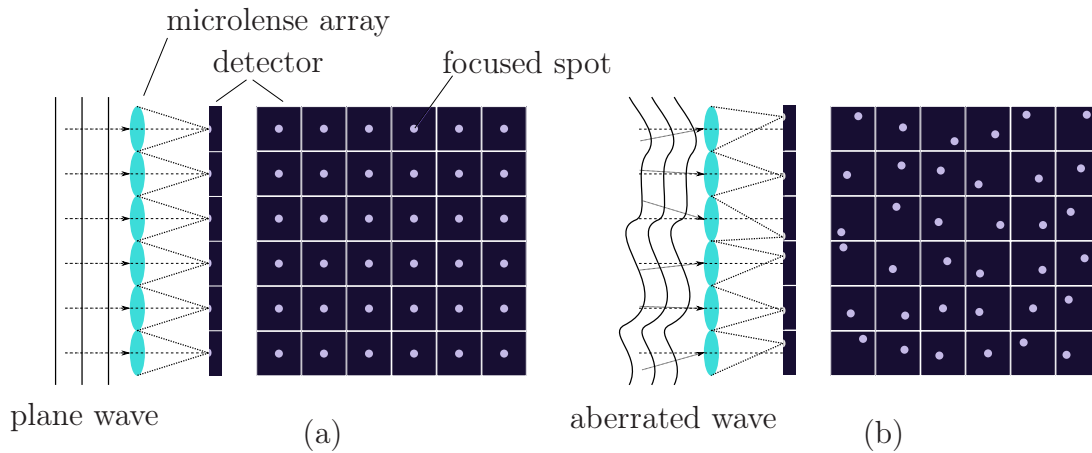 microlense array
detector
focused spot
plane wave
(a)
aberrated wave
(b)